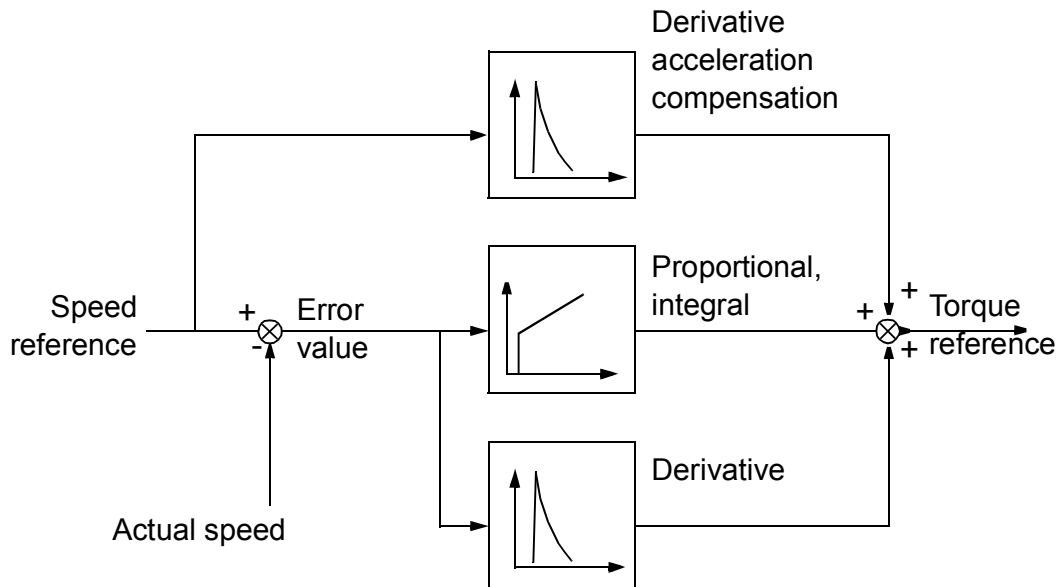 Derivative
acceleration
compensation
Proportional,
integral
Speed
reference
+
-
Error
value
+
+
+
Torque
reference
Derivative
Actual speed